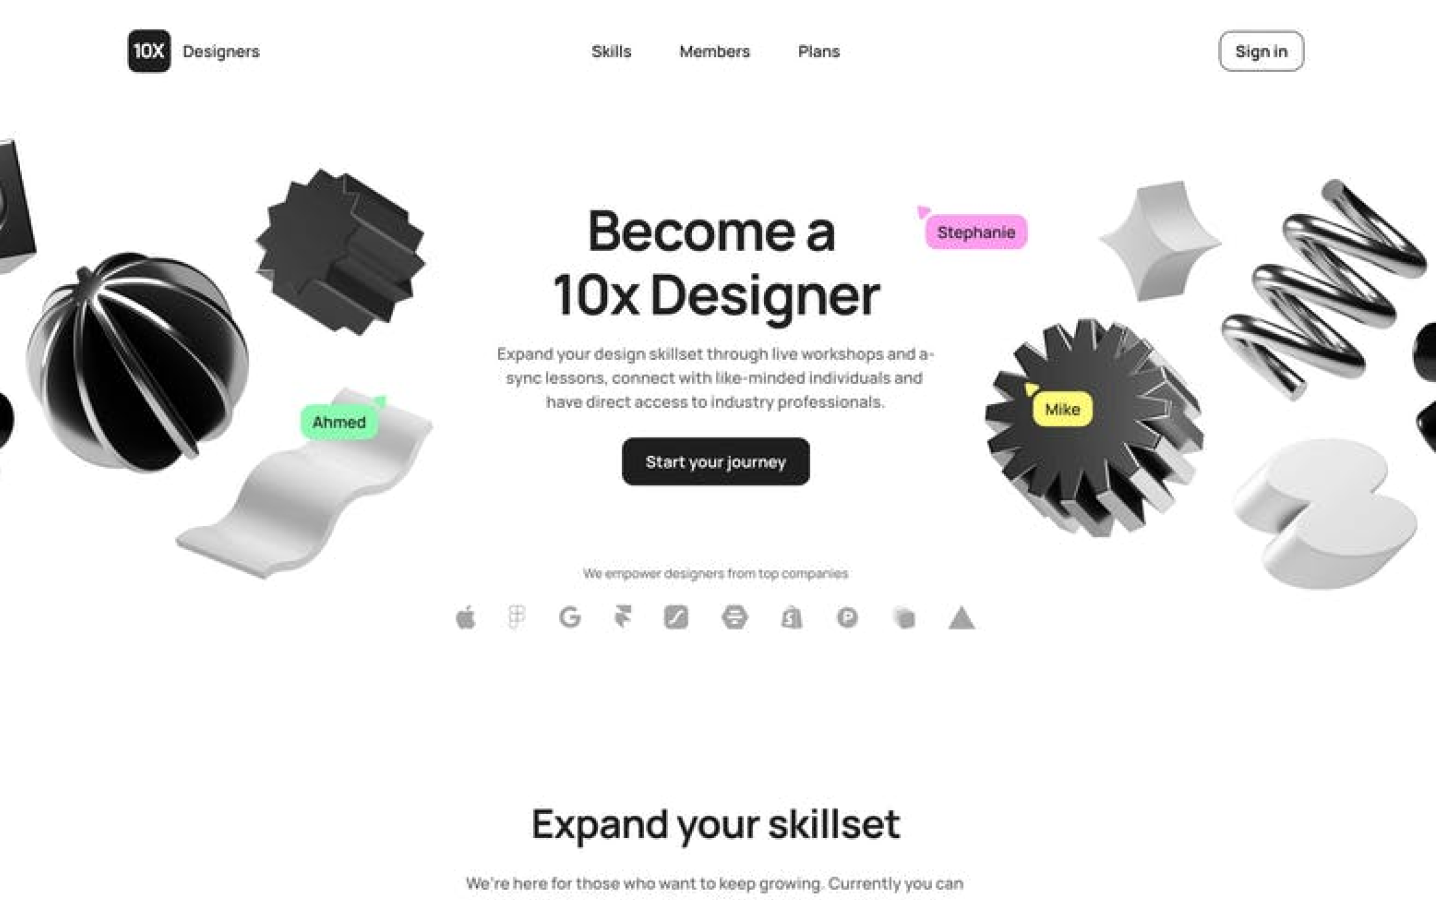 10X Designers
Skills Members Plans
Sign in
Become a
10x Designer
Stephanie
Expand your design skillset through live workshops and a-
sync lessons, connect with like-minded individuals and
have direct access to industry professionals.
Ahmed
Mike
Start your journey
We empower designers from top companies
Expand your skillset
We're here for those who want to keep growing. Currently you can